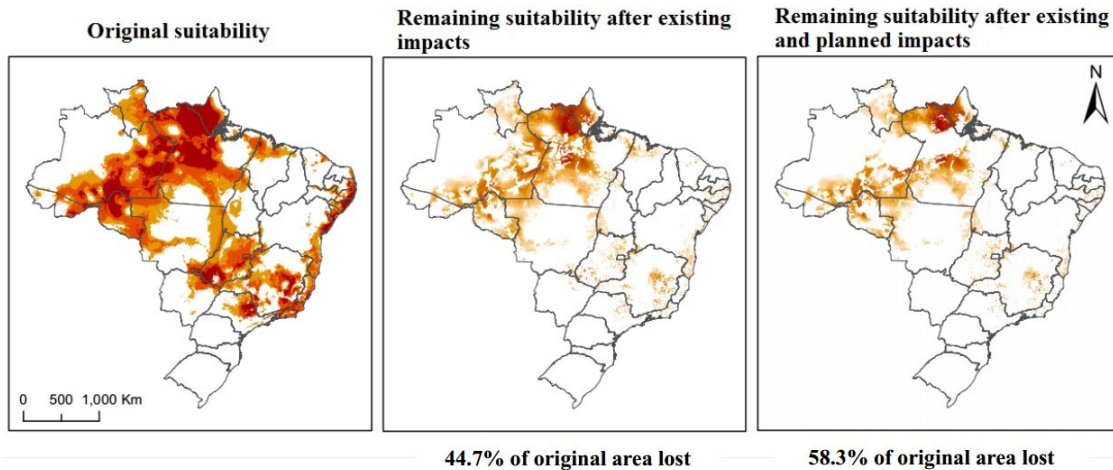 Original suitability
Remaining suitability after existing
impacts
Remaining suitability after existing
and planned impacts
N
0 500 1,000 Km
44.7% of original area lost
58.3% of original area lost